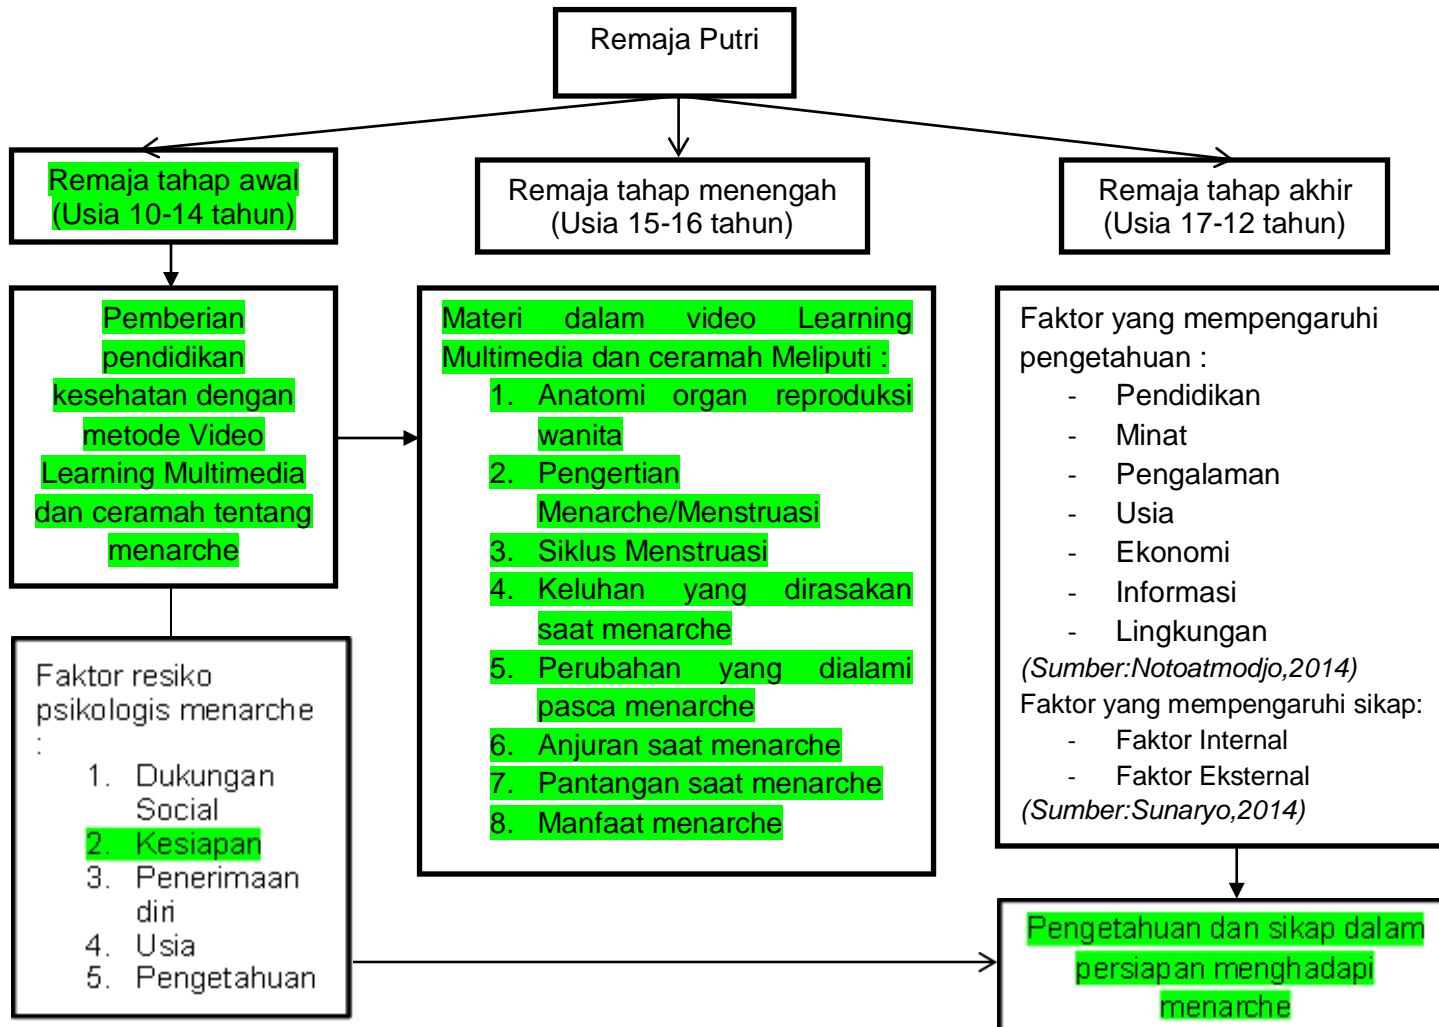 Remaja Putri
Remaja tahap awal
(Usia 10-14 tahun)
Remaja tahap menengah
(Usia 15-16 tahun)
Remaja tahap akhir
(Usia 17-12 tahun)
Pemberian
pendidikan
kesehatan dengan
metode Video
Learning Multimedia
dan ceramah tentang
menarche
Materi dalam video Learning
Multimedia dan ceramah Meliputi :
1. Anatomi organ reproduksi
wanita
2. Pengertian
Menarche/Menstruasi
3. Siklus Menstruasi
4. Keluhan yang dirasakan
saat menarche
5. Perubahan yang dialami
pasca menarche
6. Anjuran saat menarche
7. Pantangan saat menarche
8. Manfaat menarche
Faktor yang mempengaruhi
pengetahuan :
- Pendidikan
- Minat
- Pengalaman
- Usia
- Ekonomi
- Informasi
- Lingkungan
(Sumber:Notoatmodjo,2014)
Faktor yang mempengaruhi sikap:
- Faktor Internal
- Faktor Eksternal
(Sumber:Sunaryo,2014)
Faktor resiko
psikologis menarche
:
1. Dukungan
Social
2. Kesiapan
3. Penerimaan
diri
4. Usia
5. Pengetahuan
Pengetahuan dan sikap dalam
persiapan menghadapi
menarche